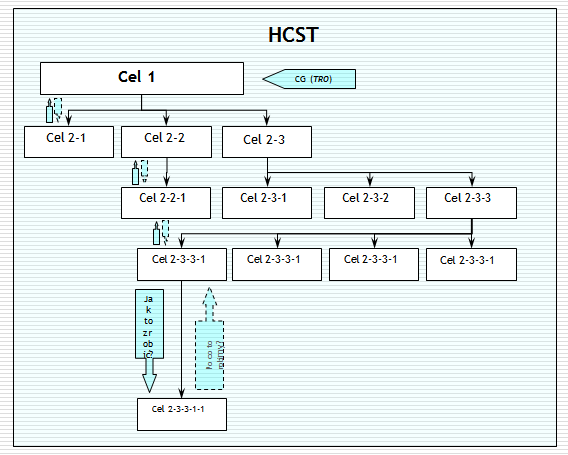 HCST
Cel 1
CG (TRO)
Cel 2-1
Cel 2-2
Cel 2-3
Cel 2-2-1
Cel 2-3-1
Cel 2-3-2
Cel 2-3-3
Cel 2-3-3-1
Cel 2-3-3-1
Cel 2-3-3-1
Cel 2-3-3-1
Ja
k
to
zr
ob
ić?
Po co to
robimy?
Cel 2-3-3-1-1